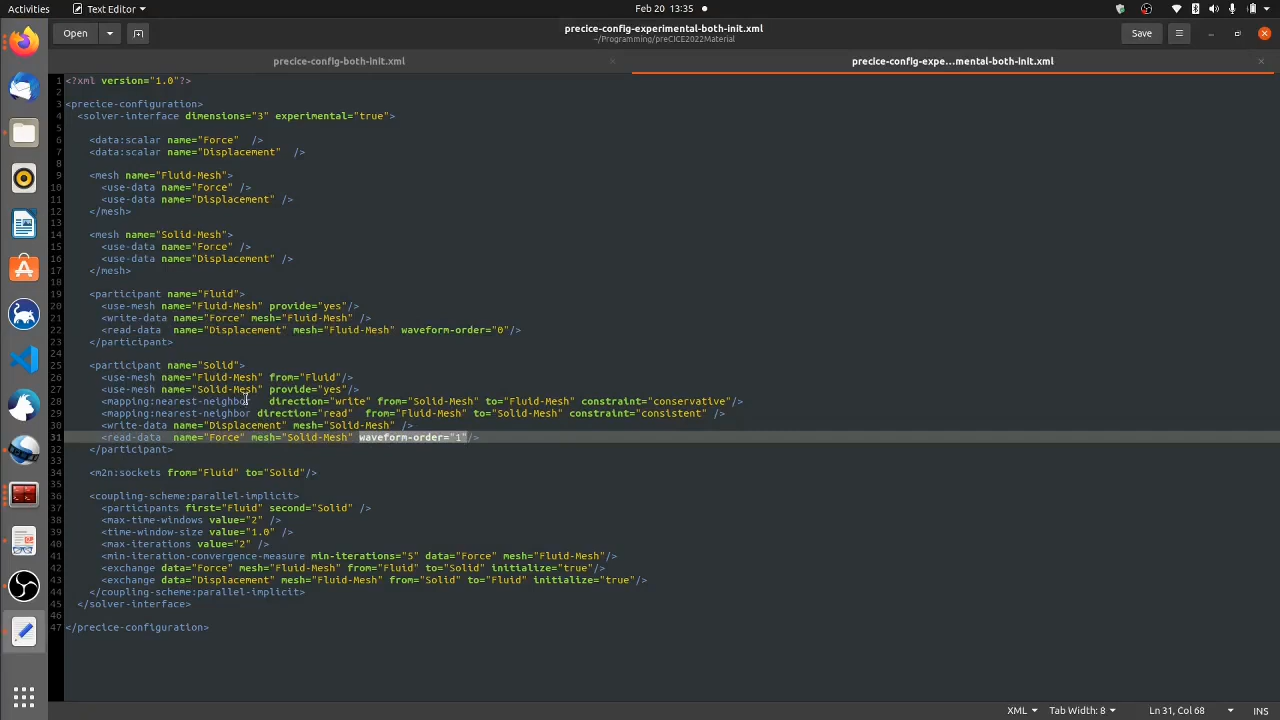 Activities
Text Editor
Feb 20 13:35
Open
precice-config-experimental-both-init.xml
~/Programming/preCICE2022Material
Save
precice-config-both-init.xml
precice-config-expe...mental-both-init.xml
1 <?xml version="1.0"?>
2
3 <precice-configuration>
4   <solver-interface dimensions="3" experimental="true">
5
6     <data:scalar name="Force"  />
7     <data:scalar name="Displacement"  />
8
9     <mesh name="Fluid-Mesh">
10       <use-data name="Force" />
11       <use-data name="Displacement" />
12     </mesh>
13
14     <mesh name="Solid-Mesh">
15       <use-data name="Force" />
16       <use-data name="Displacement" />
17     </mesh>
18
19     <participant name="Fluid">
20       <use-mesh name="Fluid-Mesh" provide="yes"/>
21       <write-data name="Force" mesh="Fluid-Mesh" />
22       <read-data  name="Displacement" mesh="Fluid-Mesh" waveform-order="0"/>
23     </participant>
24
25     <participant name="Solid">
26       <use-mesh name="Fluid-Mesh" from="Fluid"/>
27       <use-mesh name="Solid-Mesh" provide="yes"/>
28       <mapping:nearest-neighbor   direction="write" from="Solid-Mesh" to="Fluid-Mesh" constraint="conservative"/>
29       <mapping:nearest-neighbor direction="read"  from="Fluid-Mesh" to="Solid-Mesh" constraint="consistent" />
30       <write-data name="Displacement" mesh="Solid-Mesh" />
31       <read-data  name="Force" mesh="Solid-Mesh" waveform-order="1"/>
32     </participant>
33
34     <m2n:sockets from="Fluid" to="Solid"/>
35
36     <coupling-scheme:parallel-implicit>
37       <participants first="Fluid" second="Solid" />
38       <max-time-windows value="2" />
39       <time-window-size value="1.0" />
40       <max-iterations value="2" />
41       <min-iteration-convergence-measure min-iterations="5" data="Force" mesh="Fluid-Mesh"/>
42       <exchange data="Force" mesh="Fluid-Mesh" from="Fluid" to="Solid" initialize="true"/>
43       <exchange data="Displacement" mesh="Fluid-Mesh" from="Solid" to="Fluid" initialize="true"/>
44     </coupling-scheme:parallel-implicit>
45   </solver-interface>
46
47 </precice-configuration>
XML
Tab Width: 8
Ln 31, Col 68
INS